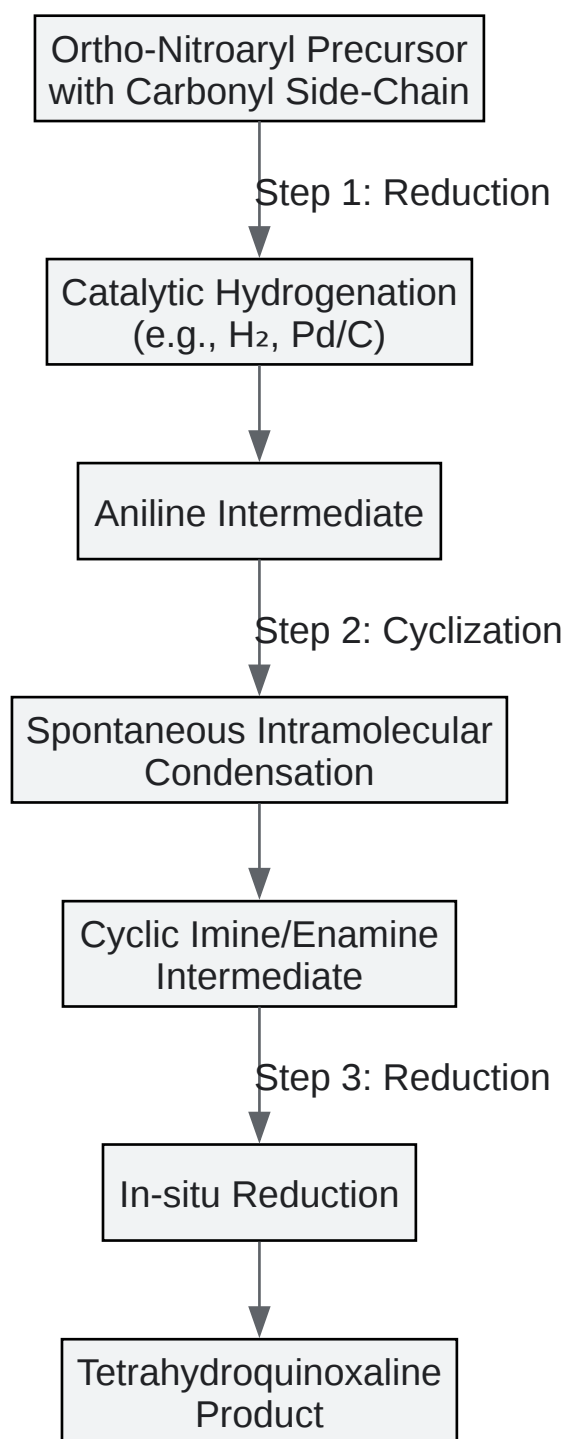 Ortho-Nitroaryl Precursor
with Carbonyl Side-Chain
Step 1: Reduction
Catalytic Hydrogenation
(e.g., H₂, Pd/C)
Aniline Intermediate
Step 2: Cyclization
Spontaneous Intramolecular
Condensation
Cyclic Imine/Enamine
Intermediate
Step 3: Reduction
In-situ Reduction
Tetrahydroquinoxaline
Product